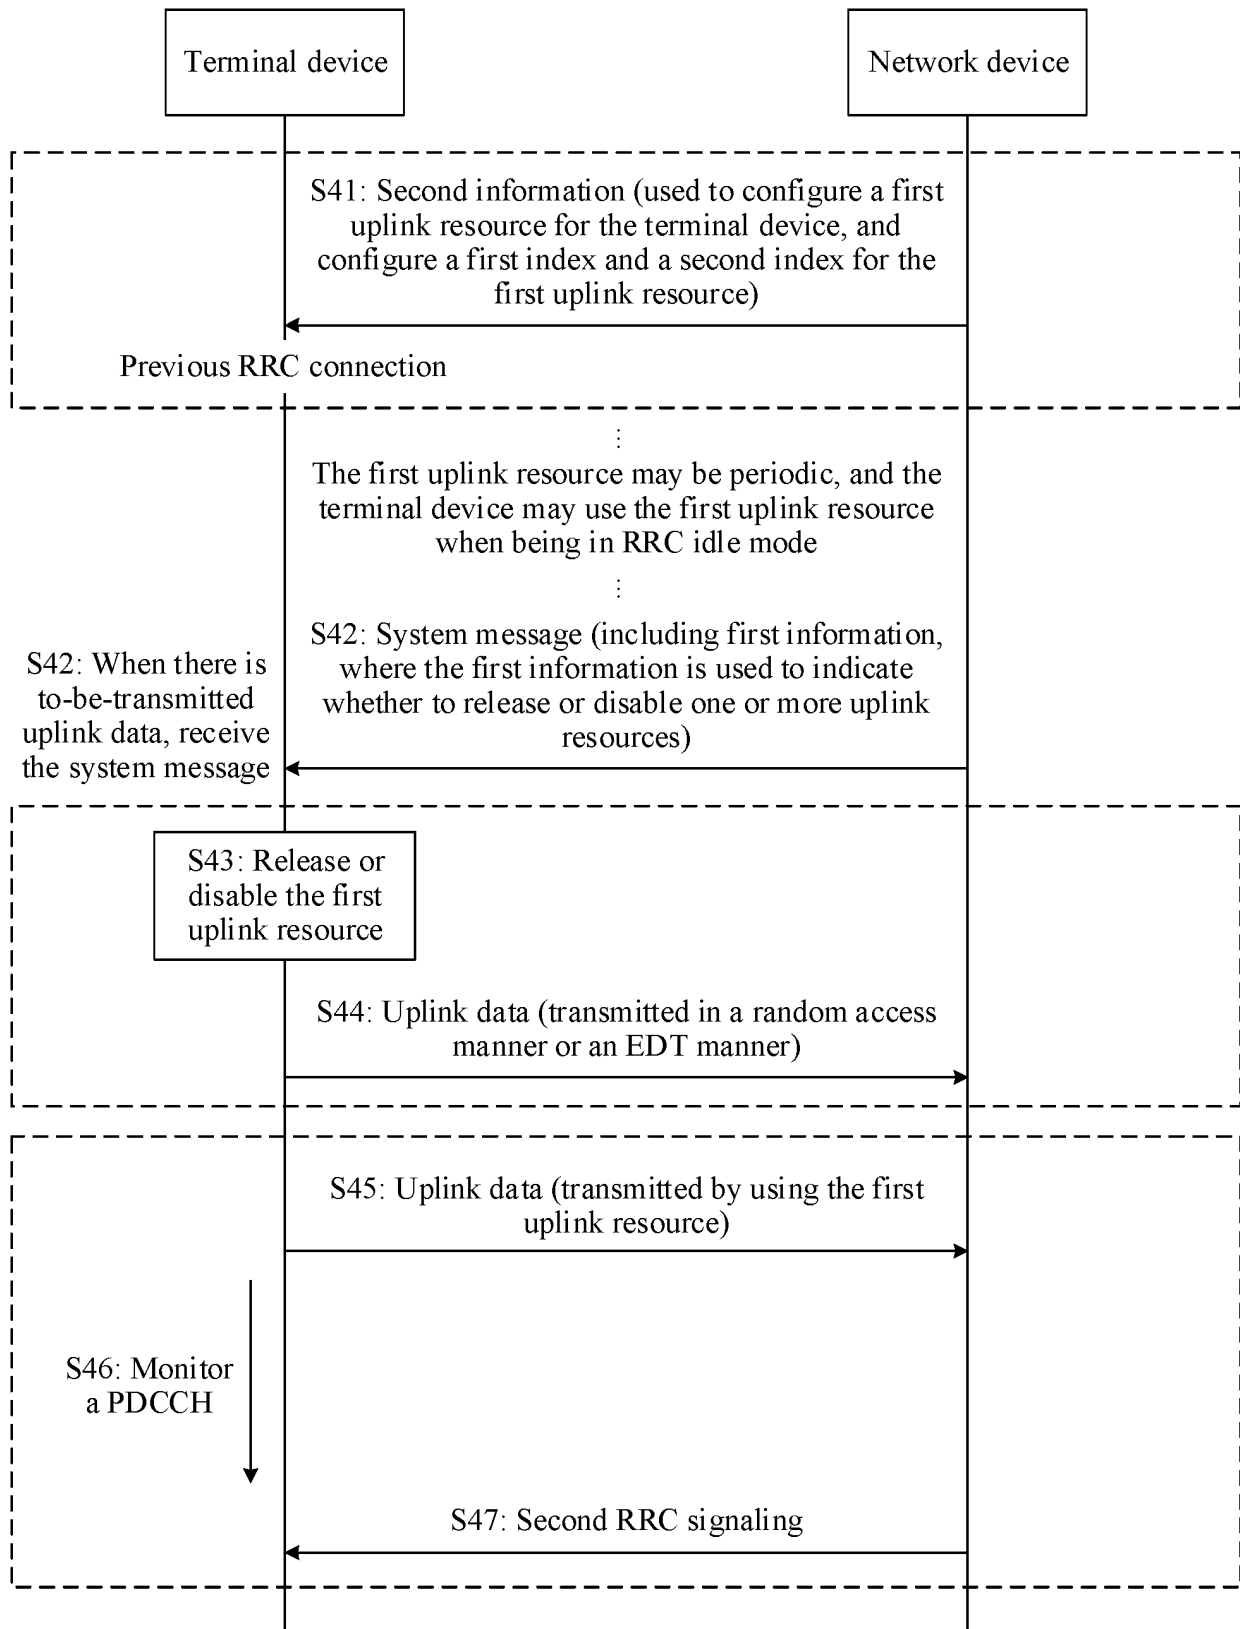 Terminal device
Network device
S41: Second information (used to configure a first
uplink resource for the terminal device, and
configure a first index and a second index for the
first uplink resource)
Previous RRC connection
The first uplink resource may be periodic, and the
terminal device may use the first uplink resource
when being in RRC idle mode
S42: System message (including first information,
where the first information is used to indicate
whether to release or disable one or more uplink
resources)
S42: When there is
to-be-transmitted
uplink data, receive
the system message
S43: Release or
disable the first
uplink resource
S44: Uplink data (transmitted in a random access
manner or an EDT manner)
S45: Uplink data (transmitted by using the first
uplink resource)
S46: Monitor
a PDCCH
S47: Second RRC signaling